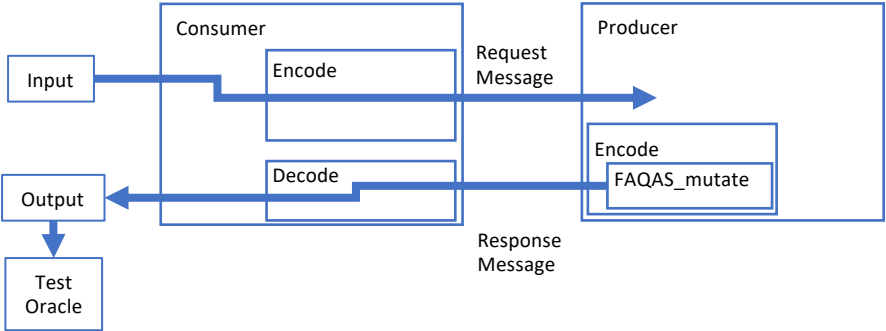 Consumer
Producer
Input
Encode
Request
Message
Encode
FAQAS_mutate
Decode
Output
Response
Message
Test
Oracle